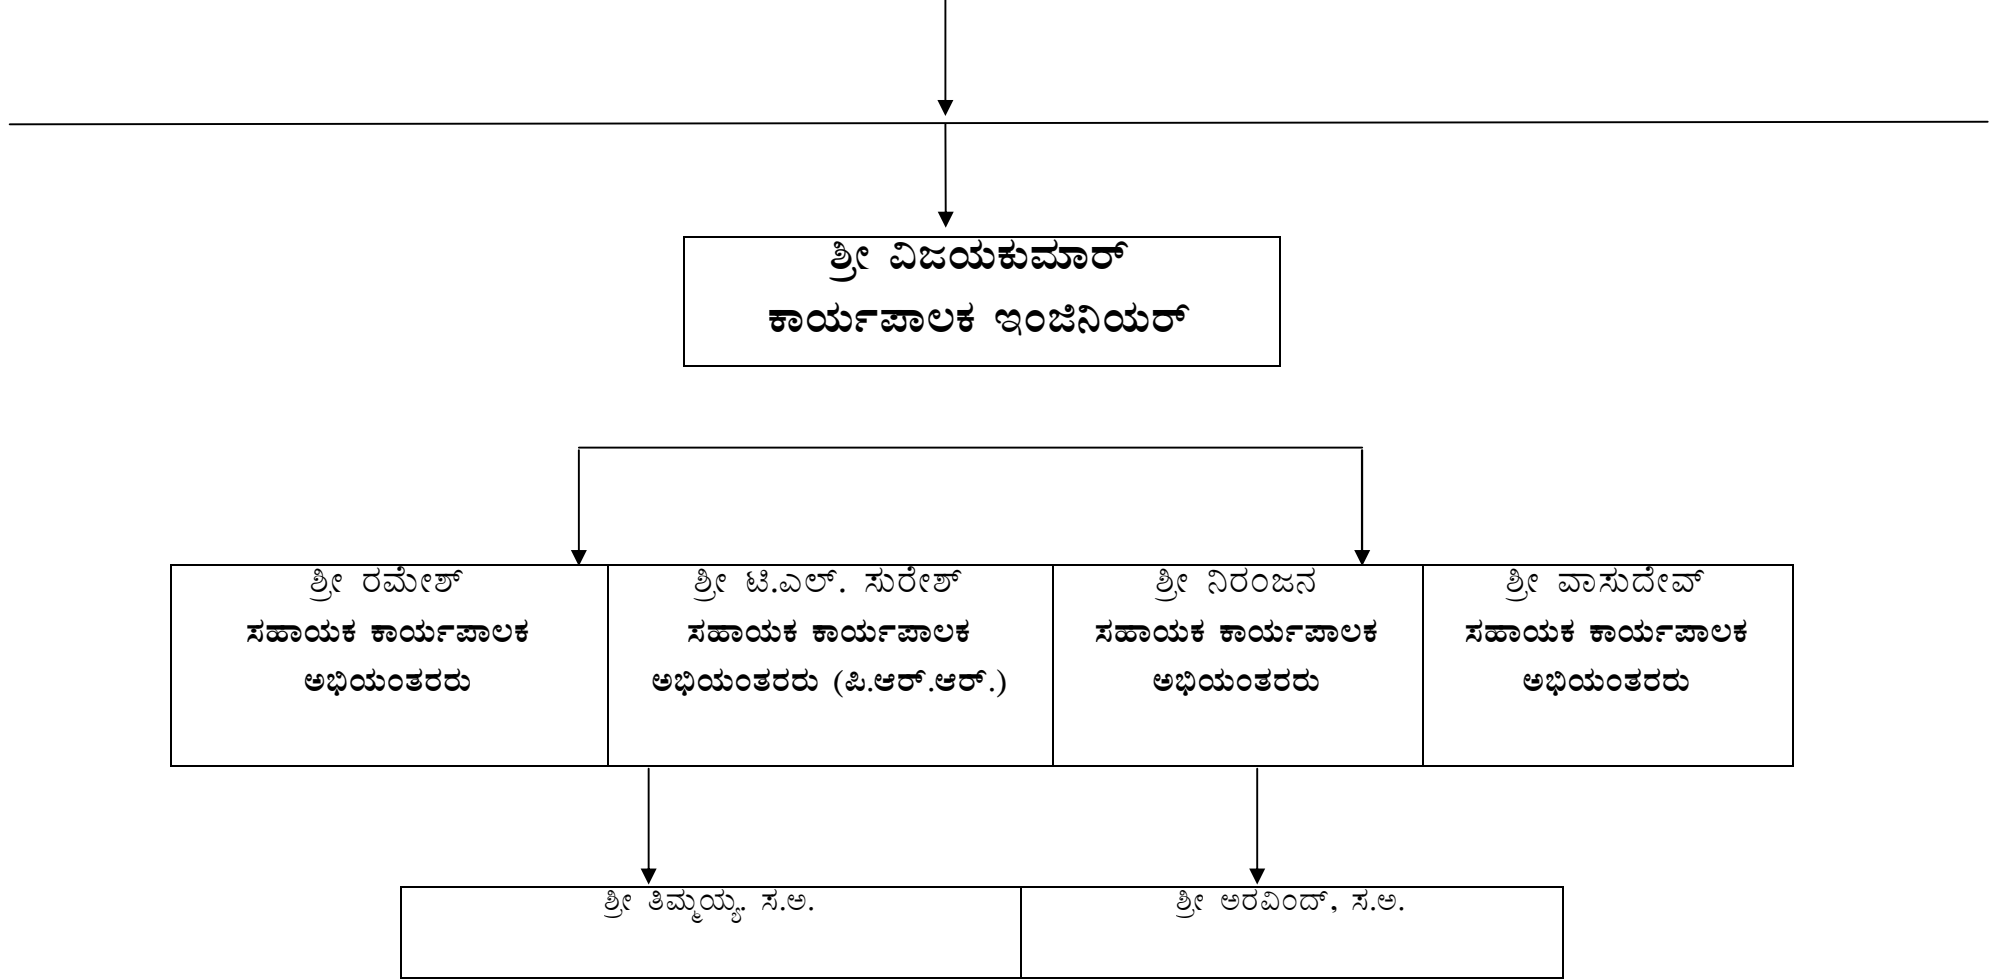 ಶ್ರೀ ವಿಜಯಕುಮಾರ್
ಕಾರ್ಯಪಾಲಕ ಇಂಜಿನಿಯರ್
ಶ್ರೀ ರಮೇಶ್
ಸಹಾಯಕ ಕಾರ್ಯಪಾಲಕ
ಅಭಿಯಂತರರು
ಶ್ರೀ ಟಿ.ಎಲ್. ಸುರೇಶ್
ಸಹಾಯಕ ಕಾರ್ಯಪಾಲಕ
ಅಭಿಯಂತರರು (ಪಿ.ಆರ್.ಆರ್.)
ಶ್ರೀ ನಿರಂಜನ
ಸಹಾಯಕ ಕಾರ್ಯಪಾಲಕ
ಅಭಿಯಂತರರು
ಶ್ರೀ ವಾಸುದೇವ್
ಸಹಾಯಕ ಕಾರ್ಯಪಾಲಕ
ಅಭಿಯಂತರರು
ಶ್ರೀ ತಿಮ್ಮಯ್ಯ. ಸ.ಅ.
ಶ್ರೀ ಅರವಿಂದ್, ಸ.ಅ.